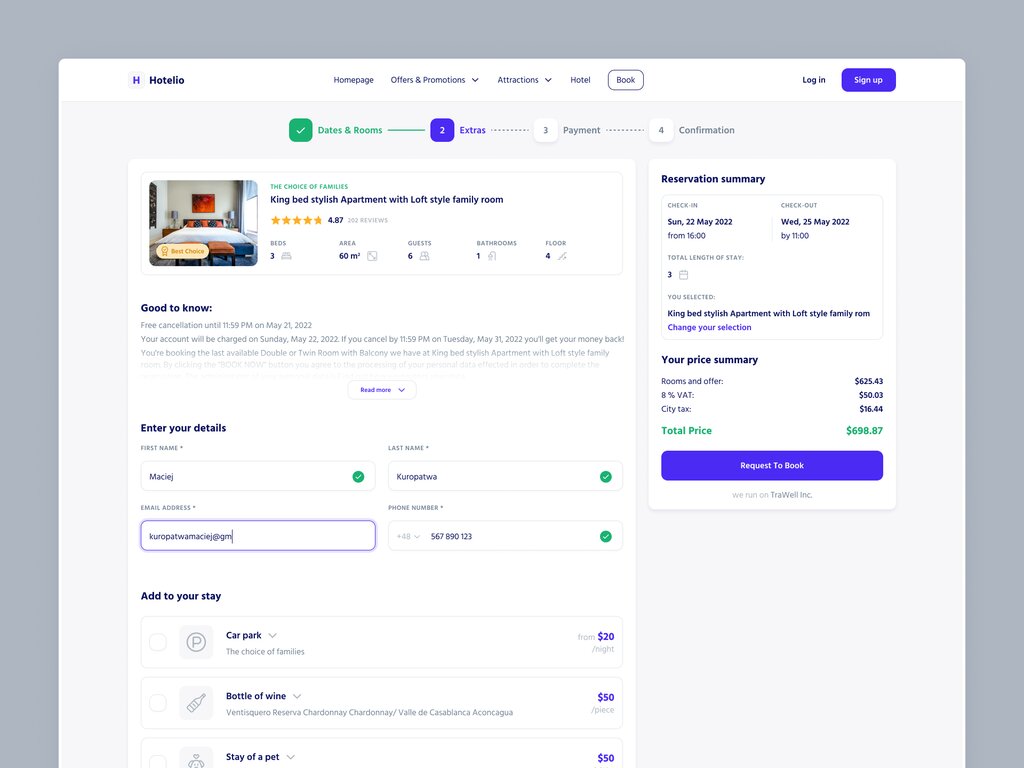 H Hotelio
Homepage Offers & Promotions Attractions Hotel Book
Log in Sign up
Dates & Rooms 2 Extras 3 Payment 4 Confirmation
THE CHOICE OF FAMILIES
King bed stylish Apartment with Loft style family room
4.87 202 REVIEWS
Best Choice
BEDS AREA GUESTS BATHROOMS FLOOR
3 60 m² 6 1 4
Good to know:
Free cancellation until 11:59 PM on May 21, 2022
Your account will be charged on Sunday, May 22, 2022. If you cancel by 11:59 PM on Tuesday, May 31, 2022 you'll get your money back!
You're booking the last available Double or Twin Room with Balcony we have at King bed stylish Apartment with Loft style family
room. By clicking the "BOOK NOW" button you agree to the processing of your personal data effected in order to complete the
Read more
Enter your details
FIRST NAME * LAST NAME *
Maciej Kuropatwa
EMAIL ADDRESS * PHONE NUMBER *
kuropatwamaciej@gm +48 567 890 123
Add to your stay
Car park from $20
The choice of families /night
Bottle of wine $50
Ventisquero Reserva Chardonnay Chardonnay/ Valle de Casablanca Aconcagua /piece
Stay of a pet $50
Reservation summary
CHECK-IN CHECK-OUT
Sun, 22 May 2022 Wed, 25 May 2022
from 16:00 by 11:00
TOTAL LENGTH OF STAY:
3
YOU SELECTED:
King bed stylish Apartment with Loft style family rom
Change your selection
Your price summary
Rooms and offer: $625.43
8 % VAT: $50.03
City tax: $16.44
Total Price $698.87
Request To Book
we run on TraWell Inc.